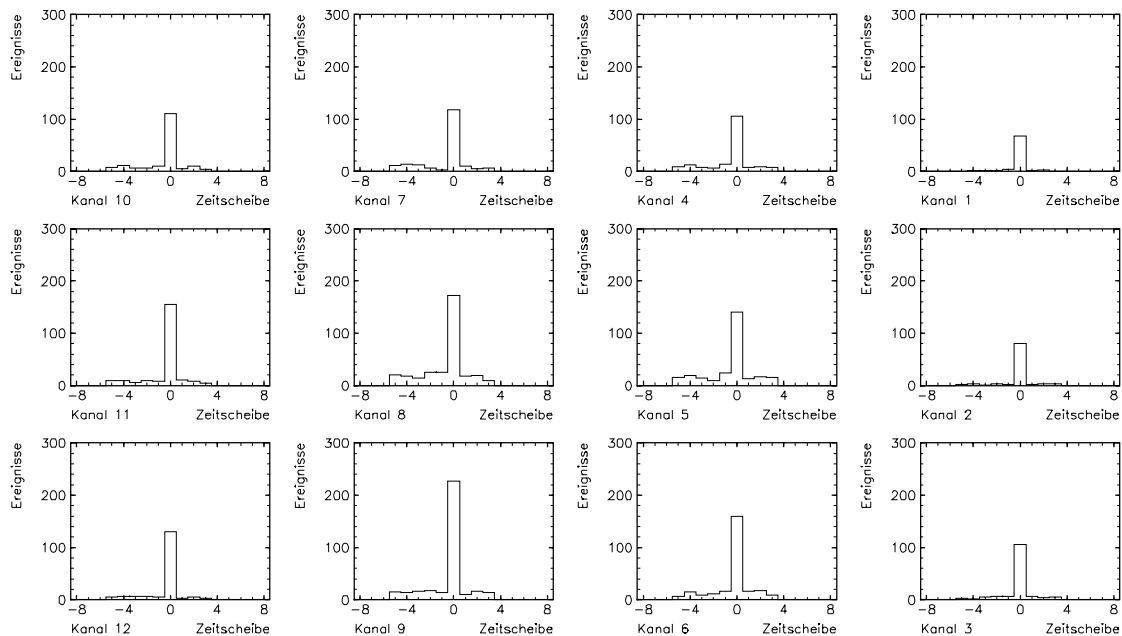 Ereignisse 300 200 100 0
−8 −4 0 4 8
Kanal 10 Zeitscheibe
Ereignisse 300 200 100 0
−8 −4 0 4 8
Kanal 7 Zeitscheibe
Ereignisse 300 200 100 0
−8 −4 0 4 8
Kanal 4 Zeitscheibe
Ereignisse 300 200 100 0
−8 −4 0 4 8
Kanal 1 Zeitscheibe
Ereignisse 300 200 100 0
−8 −4 0 4 8
Kanal 11 Zeitscheibe
Ereignisse 300 200 100 0
−8 −4 0 4 8
Kanal 8 Zeitscheibe
Ereignisse 300 200 100 0
−8 −4 0 4 8
Kanal 5 Zeitscheibe
Ereignisse 300 200 100 0
−8 −4 0 4 8
Kanal 2 Zeitscheibe
Ereignisse 300 200 100 0
−8 −4 0 4 8
Kanal 12 Zeitscheibe
Ereignisse 300 200 100 0
−8 −4 0 4 8
Kanal 9 Zeitscheibe
Ereignisse 300 200 100 0
−8 −4 0 4 8
Kanal 6 Zeitscheibe
Ereignisse 300 200 100 0
−8 −4 0 4 8
Kanal 3 Zeitscheibe